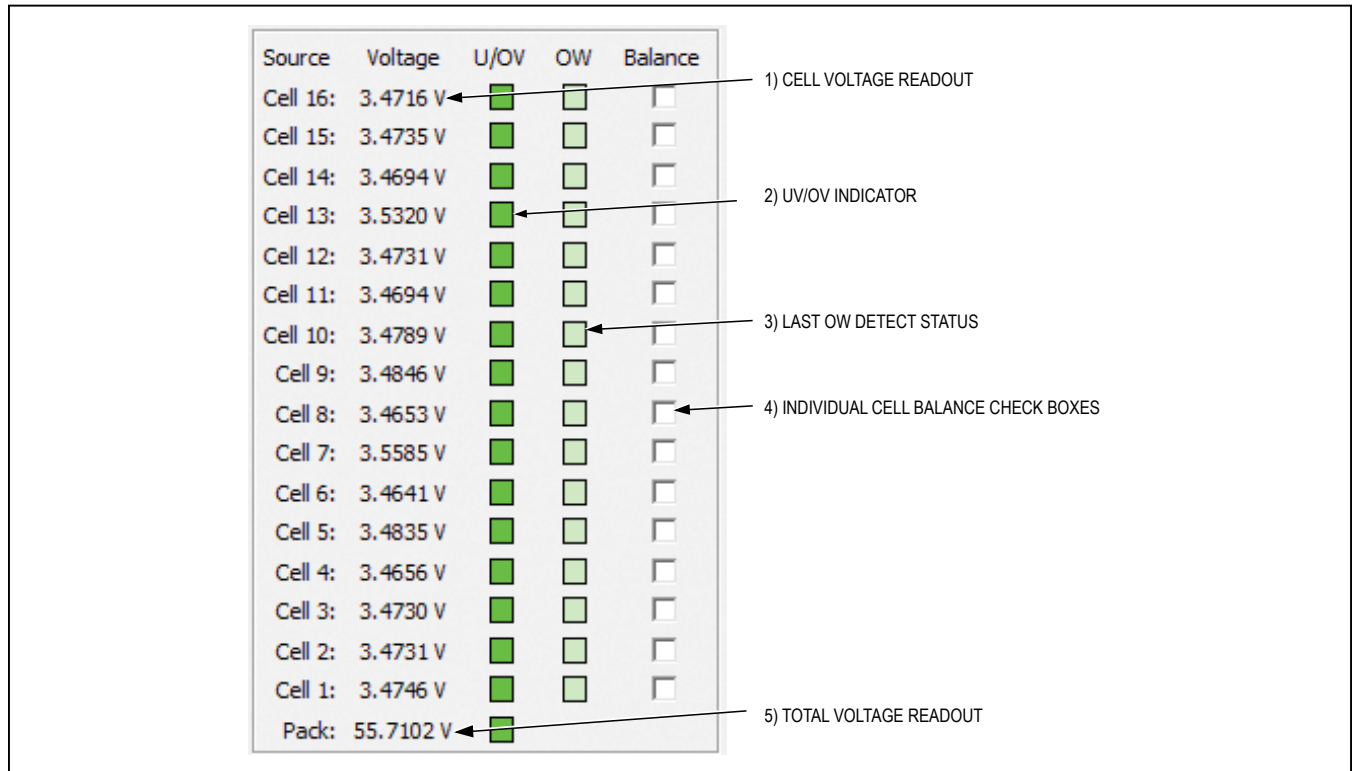 Source Voltage U/OV OW Balance
1) CELL VOLTAGE READOUT
Cell 16: 3.4716 V
Cell 15: 3.4735 V
Cell 14: 3.4694 V
2) UV/OV INDICATOR
Cell 13: 3.5320 V
Cell 12: 3.4731 V
Cell 11: 3.4694 V
3) LAST OW DETECT STATUS
Cell 10: 3.4789 V
Cell 9: 3.4846 V
Cell 8: 3.4653 V
4) INDIVIDUAL CELL BALANCE CHECK BOXES
Cell 7: 3.5585 V
Cell 6: 3.4641 V
Cell 5: 3.4835 V
Cell 4: 3.4656 V
Cell 3: 3.4730 V
Cell 2: 3.4731 V
Cell 1: 3.4746 V
5) TOTAL VOLTAGE READOUT
Pack: 55.7102 V